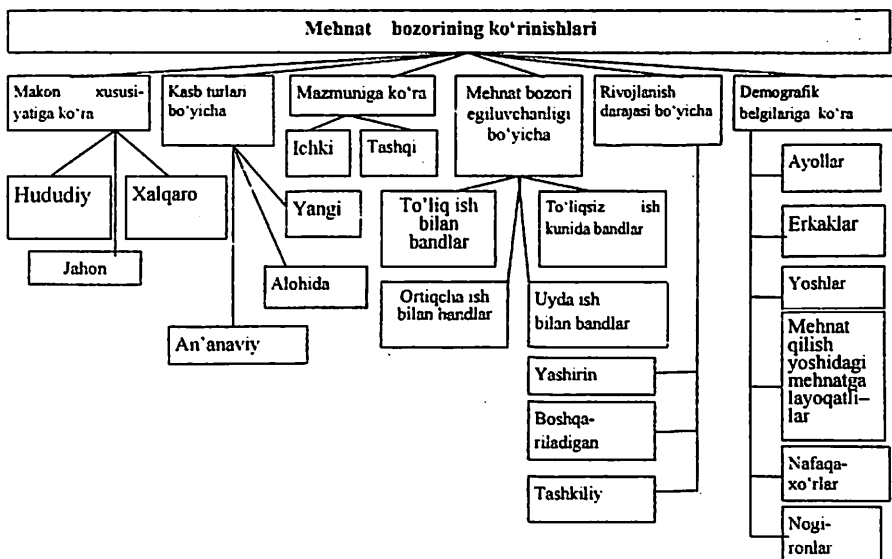 Mehnat bozorining ko‘rinishlari
Makon xususi-
yatiga ko‘ra
Kasb turlari
bo‘yicha
Mazmuniga ko‘ra
Mehnat bozori
egiluvchanligi
bo‘yicha
Rivojlanish
darajasi bo‘yicha
Demografik
belgilariga ko‘ra
Hududiy
Xalqaro
Jahon
Yangi
Alohida
An’anaviy
Ichki
Tashqi
To’liq ish
bilan
bandlar
To‘liqsiz ish
kunida bandlar
Ortiqcha ish
bilan bandlar
Uyda ish
bilan bandlar
Yashirin
Boshqa-
riladigan
Tashkiliy
Ayollar
Erkaklar
Yoshlar
Mehnat
qilish
yoshidagi
mehnatga
layoqatli–
lar
Nafaqa-
xo‘rlar
Nogi-
ronlar